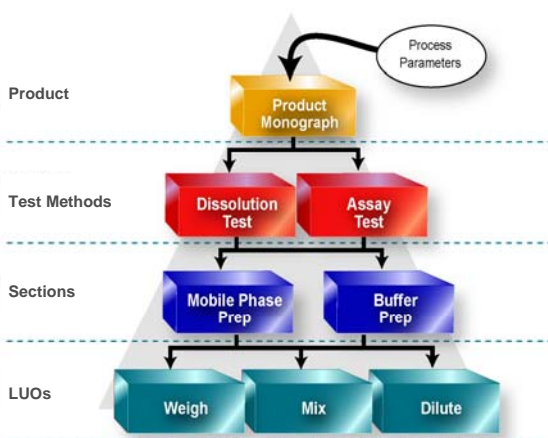 Process
Parameters
Product
Product
Monograph
Test Methods
Dissolution
Test
Assay
Test
Sections
Mobile Phase
Prep
Buffer
Prep
LUOs
Weigh
Mix
Dilute